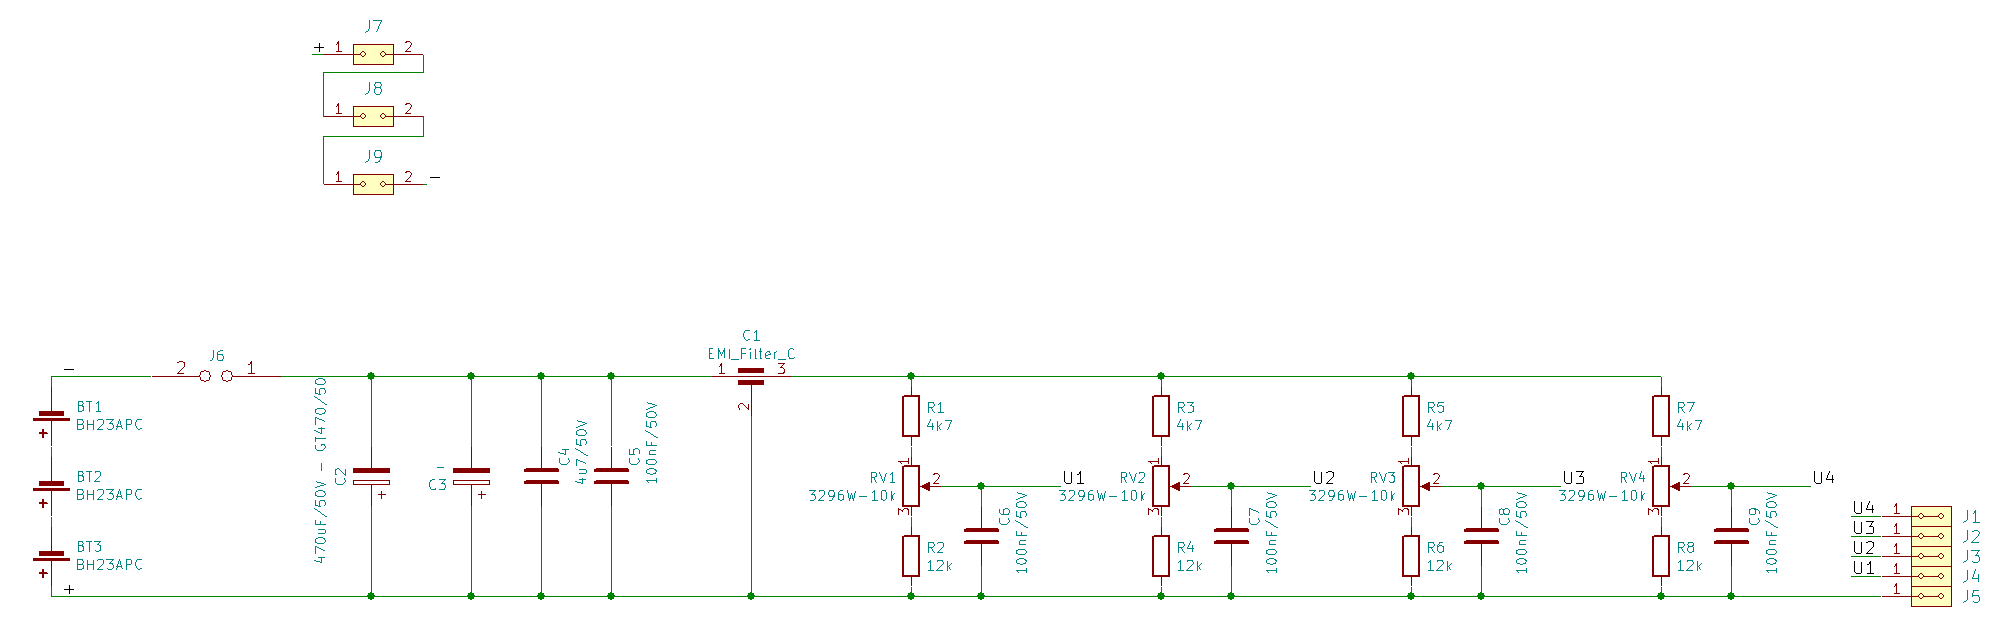 J7
+ 1 2
J8
1 2
J9
1 2 −
C1
EMI_Filter_C
− 2 J6 1 1 3
2
BT1
BH23APC
+
BT2
BH23APC
+
BT3
BH23APC
+
+
470uF/50V − GT470/50
C2
+
−
C3
+
C4
4u7/50V
C5
100nF/50V
R1
4k7
1
RV1 2 U1
3296W−10k
3
C6
100nF/50V
R2
12k
R3
4k7
1
RV2 2 U2
3296W−10k
3
C7
100nF/50V
R4
12k
R5
4k7
1
RV3 2 U3
3296W−10k
3
C8
100nF/50V
R6
12k
R7
4k7
1
RV4 2 U4
3296W−10k
3
C9
100nF/50V
R8
12k
U4 1 J1
U3 1 J2
U2 1 J3
U1 1 J4
1 J5